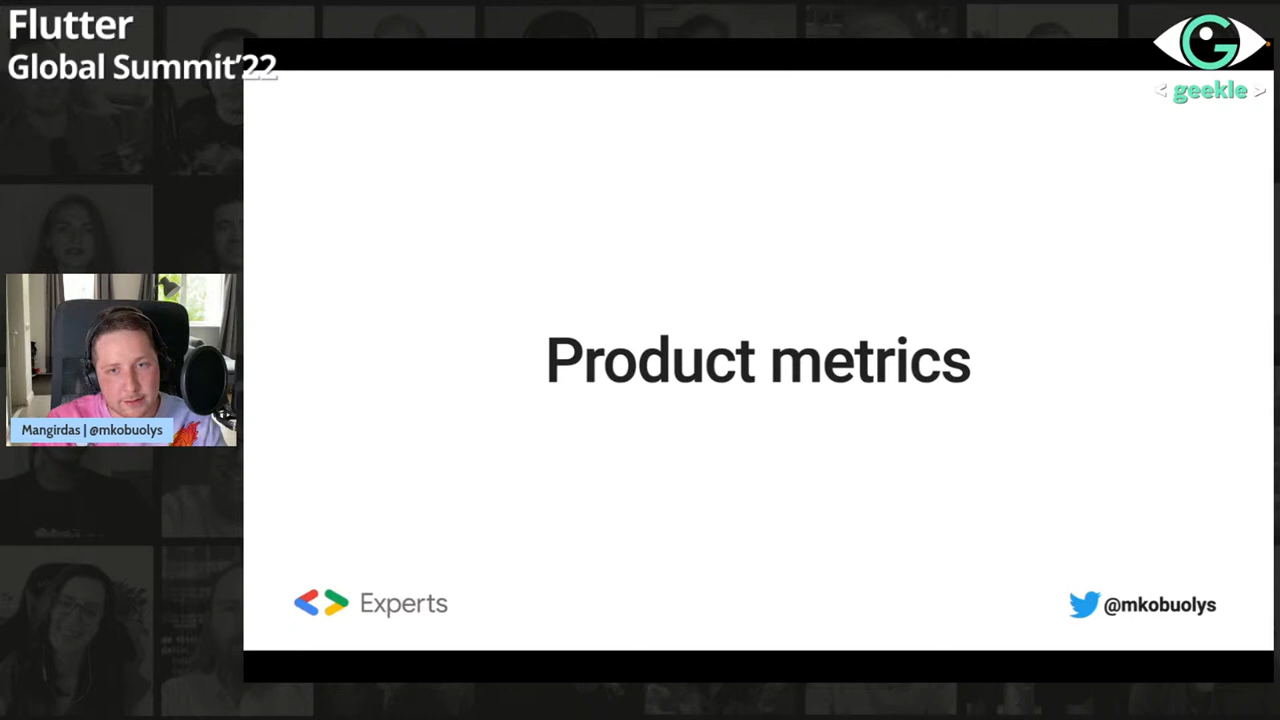 Flutter
Global Summit'22
< geekle >
Product metrics
Mangirdas | @mkobuolys
Experts
@mkobuolys